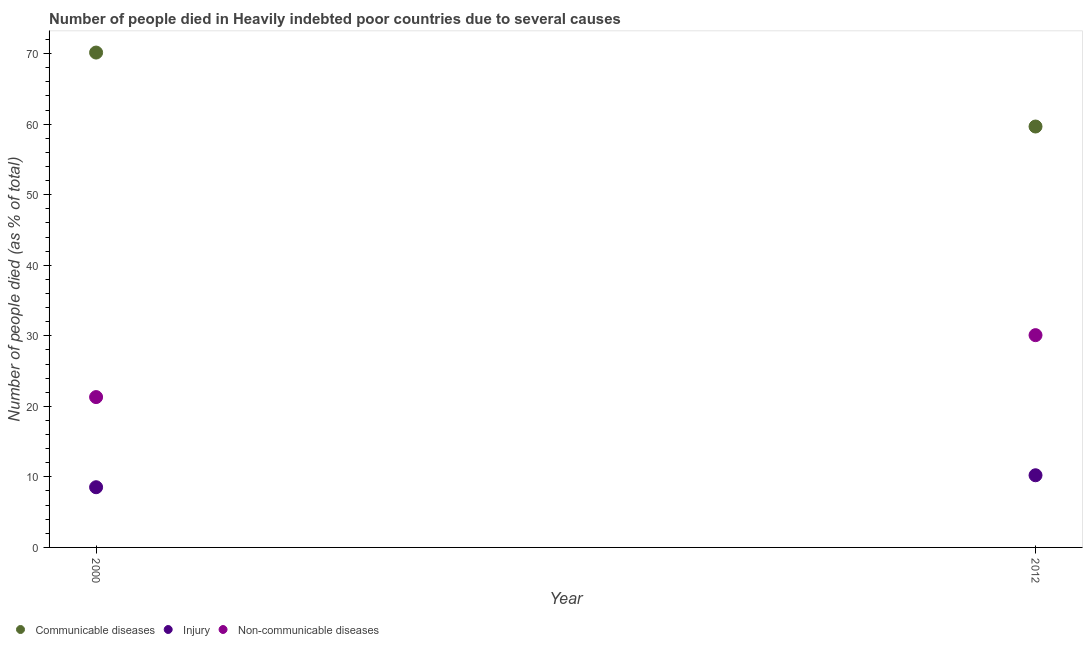 Number of people died in Heavily indebted poor countries due to several causes
Number of people died (as % of total)
70
60
50
40
30
20
10
0
2000
2012
Year
Communicable diseases
Injury
Non-communicable diseases